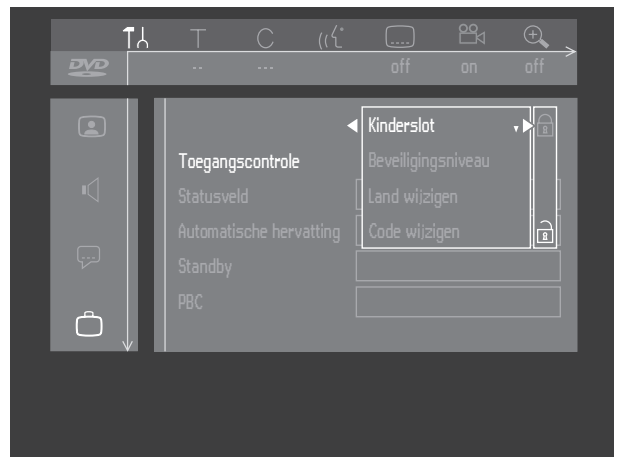 T C
DVD -- --- off on off
Kinderslot
Toegangscontrole Beveiligingsniveau
Statusveld Land wijzigen
Automatische hervatting Code wijzigen
Standby
PBC